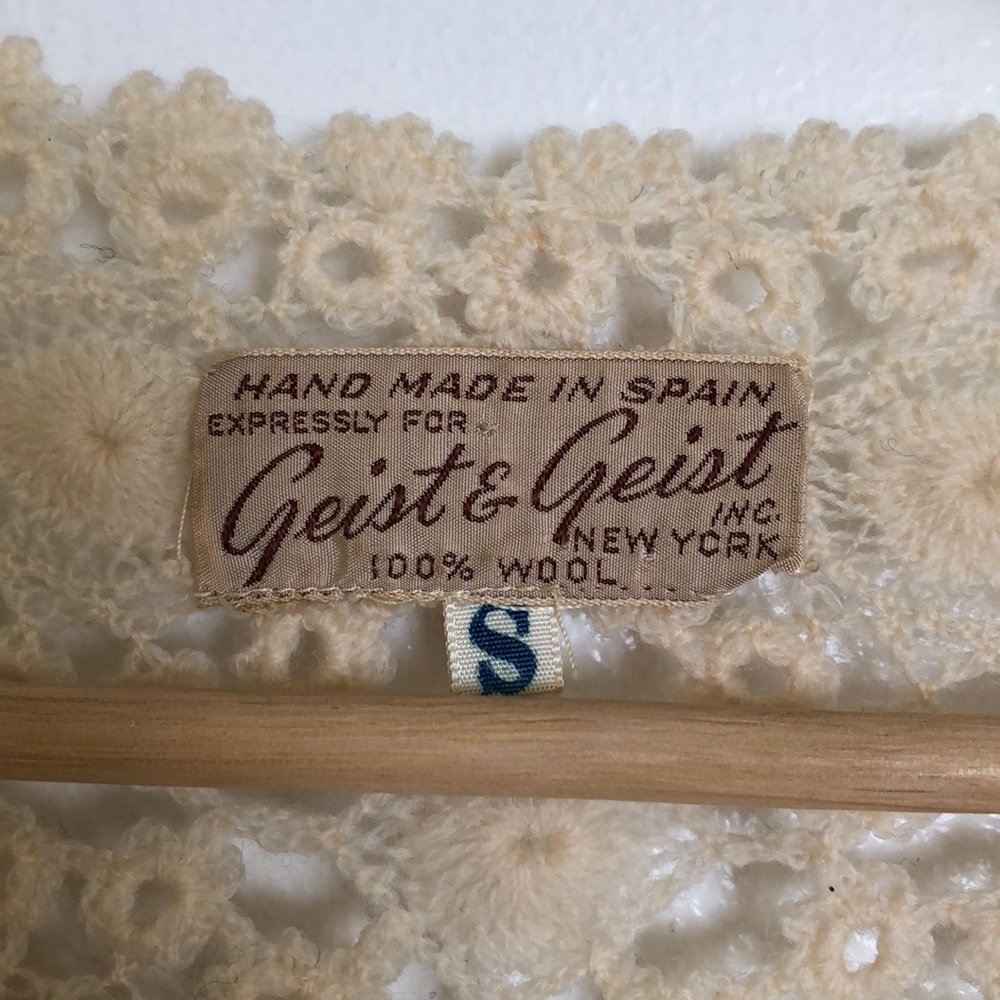 HAND MADE IN SPAIN
EXPRESSLY FOR
Geist & Geist
INC.
NEW YORK
100% WOOL
S